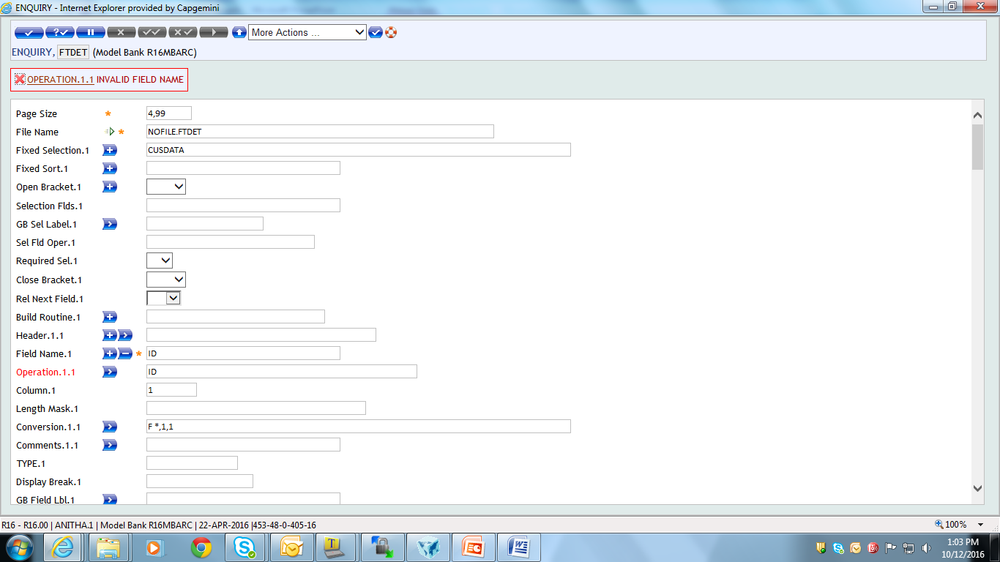 ENQUIRY - Internet Explorer provided by Capgemini
More Actions ...
ENQUIRY, FTDET (Model Bank R16MBARC)
OPERATION.1.1 INVALID FIELD NAME
Page Size * 4,99
File Name * NOFILE.FTDET
Fixed Selection.1 CUSDATA
Fixed Sort.1
Open Bracket.1
Selection Flds.1
GB Sel Label.1
Sel Fld Oper.1
Required Sel.1
Close Bracket.1
Rel Next Field.1
Build Routine.1
Header.1.1
Field Name.1 * ID
Operation.1.1 ID
Column.1 1
Length Mask.1
Conversion.1.1 F *,1,1
Comments.1.1
TYPE.1
Display Break.1
GB Field Lbl.1
R16 - R16.00 | ANITHA.1 | Model Bank R16MBARC | 22-APR-2016 |453-48-0-405-16
100%
1:03 PM
10/12/2016